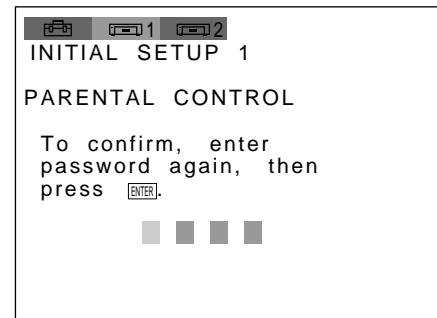 1 2
INITIAL SETUP 1
PARENTAL CONTROL
To confirm, enter
password again, then
press ENTER.